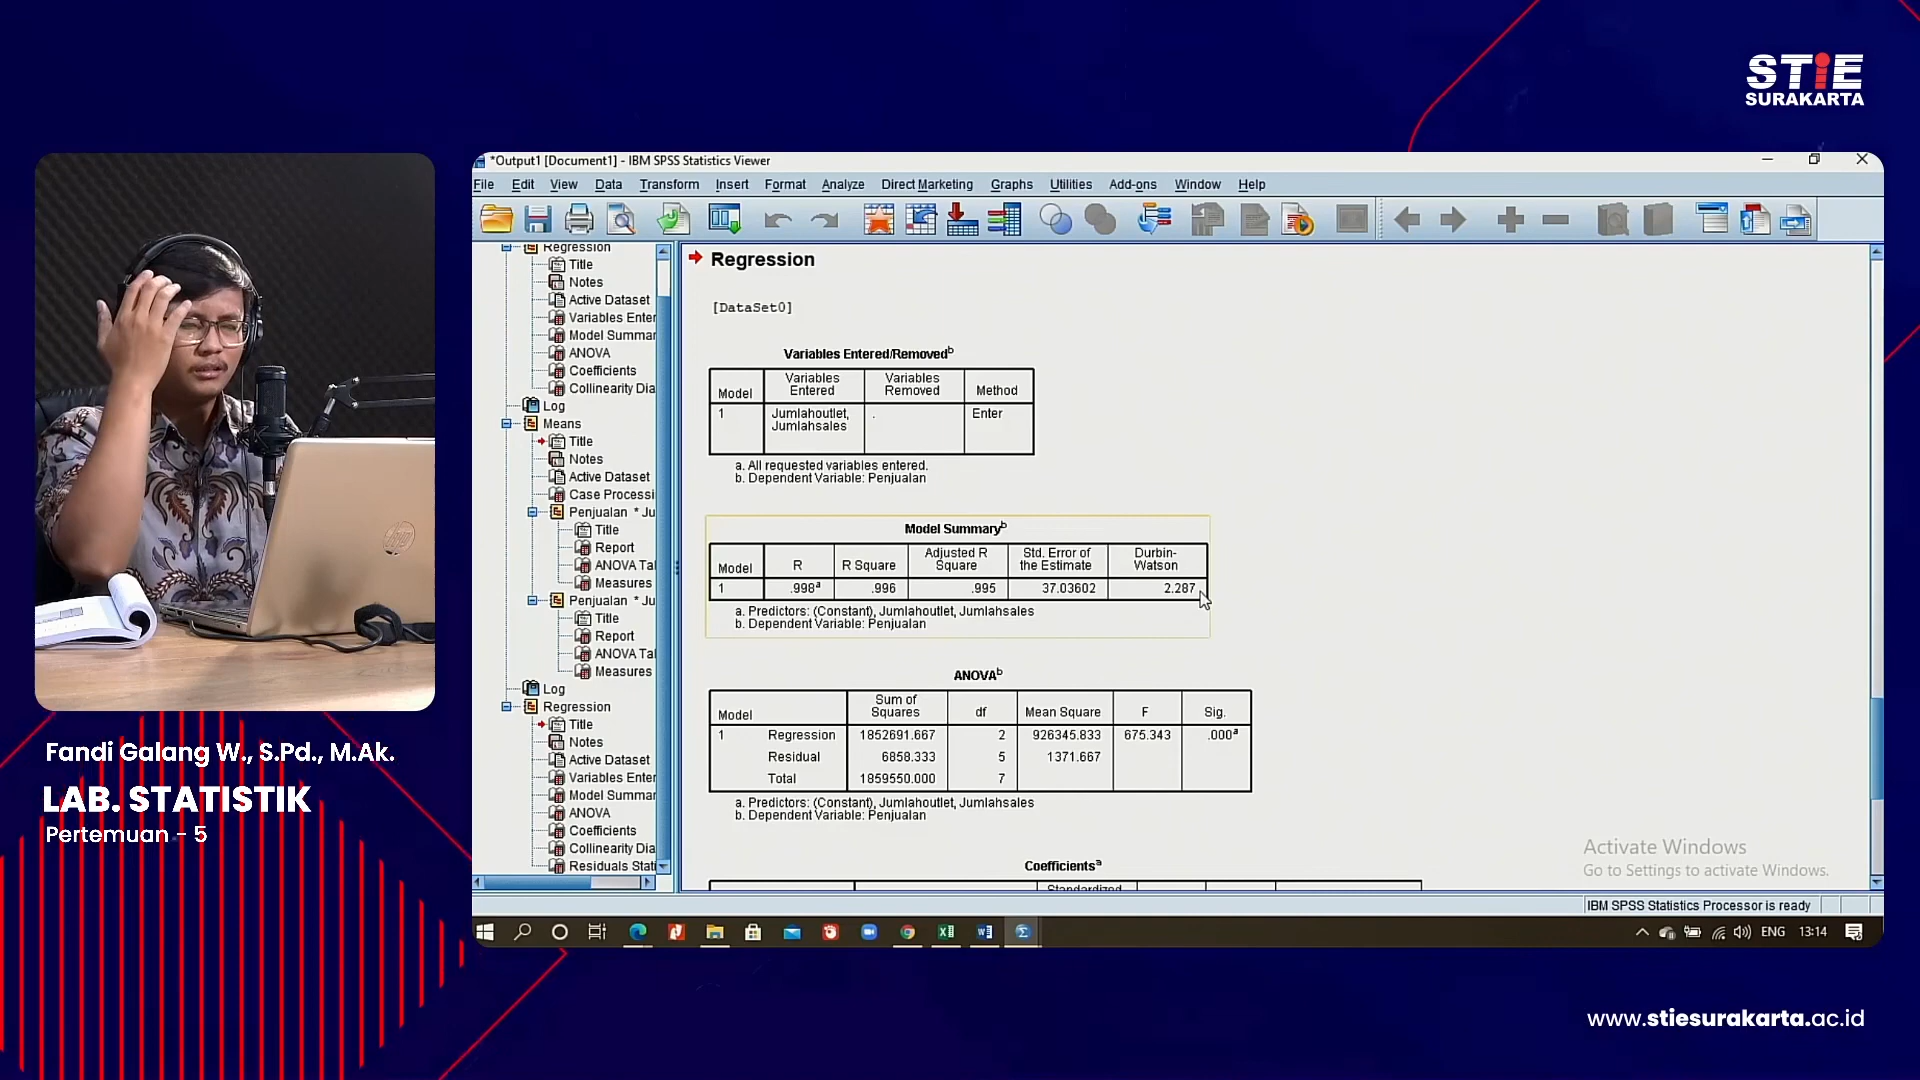 STiE
SURAKARTA
*Output1 [Document1] - IBM SPSS Statistics Viewer
File Edit View Data Transform Insert Format Analyze Direct Marketing Graphs Utilities Add-ons Window Help
Regression
Title
Notes
Active Dataset
Variables Enter
Model Summar
ANOVA
Coefficients
Collinearity Dia
Log
Means
Title
Notes
Active Dataset
Case Processi
Penjualan * Ju
Title
Report
ANOVA Tal
Measures
Penjualan * Ju
Title
Report
ANOVA Tal
Measures
Log
Regression
Title
Notes
Active Dataset
Variables Enter
Model Summar
ANOVA
Coefficients
Collinearity Dia
Residuals Stati
Regression
[DataSet0]
Variables Entered/Removedb
Model Variables Entered Variables Removed Method
1 Jumlahoutlet, Jumlahsales . Enter
a. All requested variables entered.
b. Dependent Variable: Penjualan
Model Summaryb
Model R R Square Adjusted R Square Std. Error of the Estimate Durbin-Watson
1 .998a .996 .995 37.03602 2.287
a. Predictors: (Constant), Jumlahoutlet, Jumlahsales
b. Dependent Variable: Penjualan
ANOVAb
Model Sum of Squares df Mean Square F Sig.
1 Regression 1852691.667 2 926345.833 675.343 .000a
Residual 6858.333 5 1371.667
Total 1859550.000 7
a. Predictors: (Constant), Jumlahoutlet, Jumlahsales
b. Dependent Variable: Penjualan
Coefficientsa
Standardized
Activate Windows
Go to Settings to activate Windows.
IBM SPSS Statistics Processor is ready
ENG 13:14
hp
Fandi Galang W., S.Pd., M.Ak.
LAB. STATISTIK
Pertemuan - 5
www.stiesurakarta.ac.id